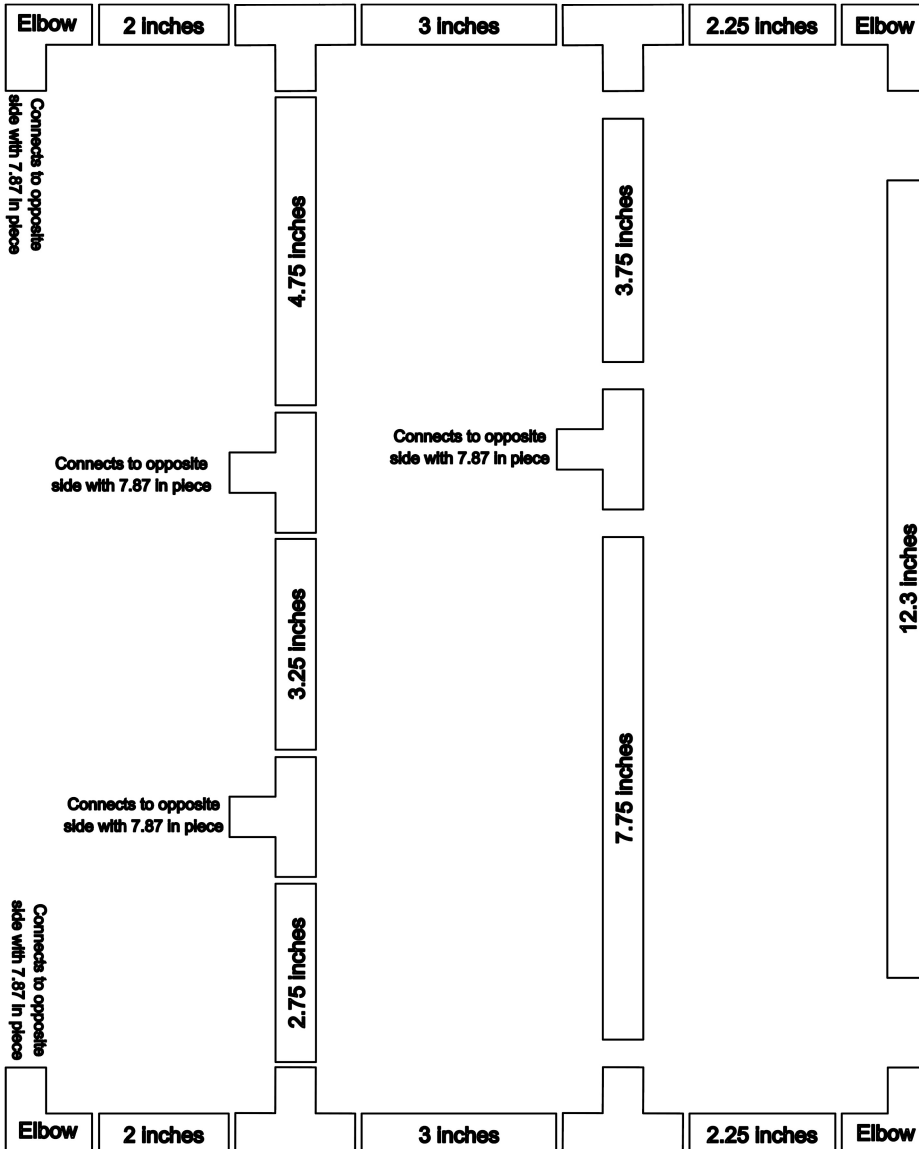 Elbow
2 inches
3 inches
2.25 inches
Elbow
Connects to opposite
side with 7.87 in piece
4.75 inches
3.75 inches
Connects to opposite
side with 7.87 in piece
Connects to opposite
side with 7.87 in piece
12.3 inches
3.25 inches
7.75 inches
Connects to opposite
side with 7.87 in piece
Connects to opposite
side with 7.87 in piece
2.75 inches
Elbow
2 inches
3 inches
2.25 inches
Elbow